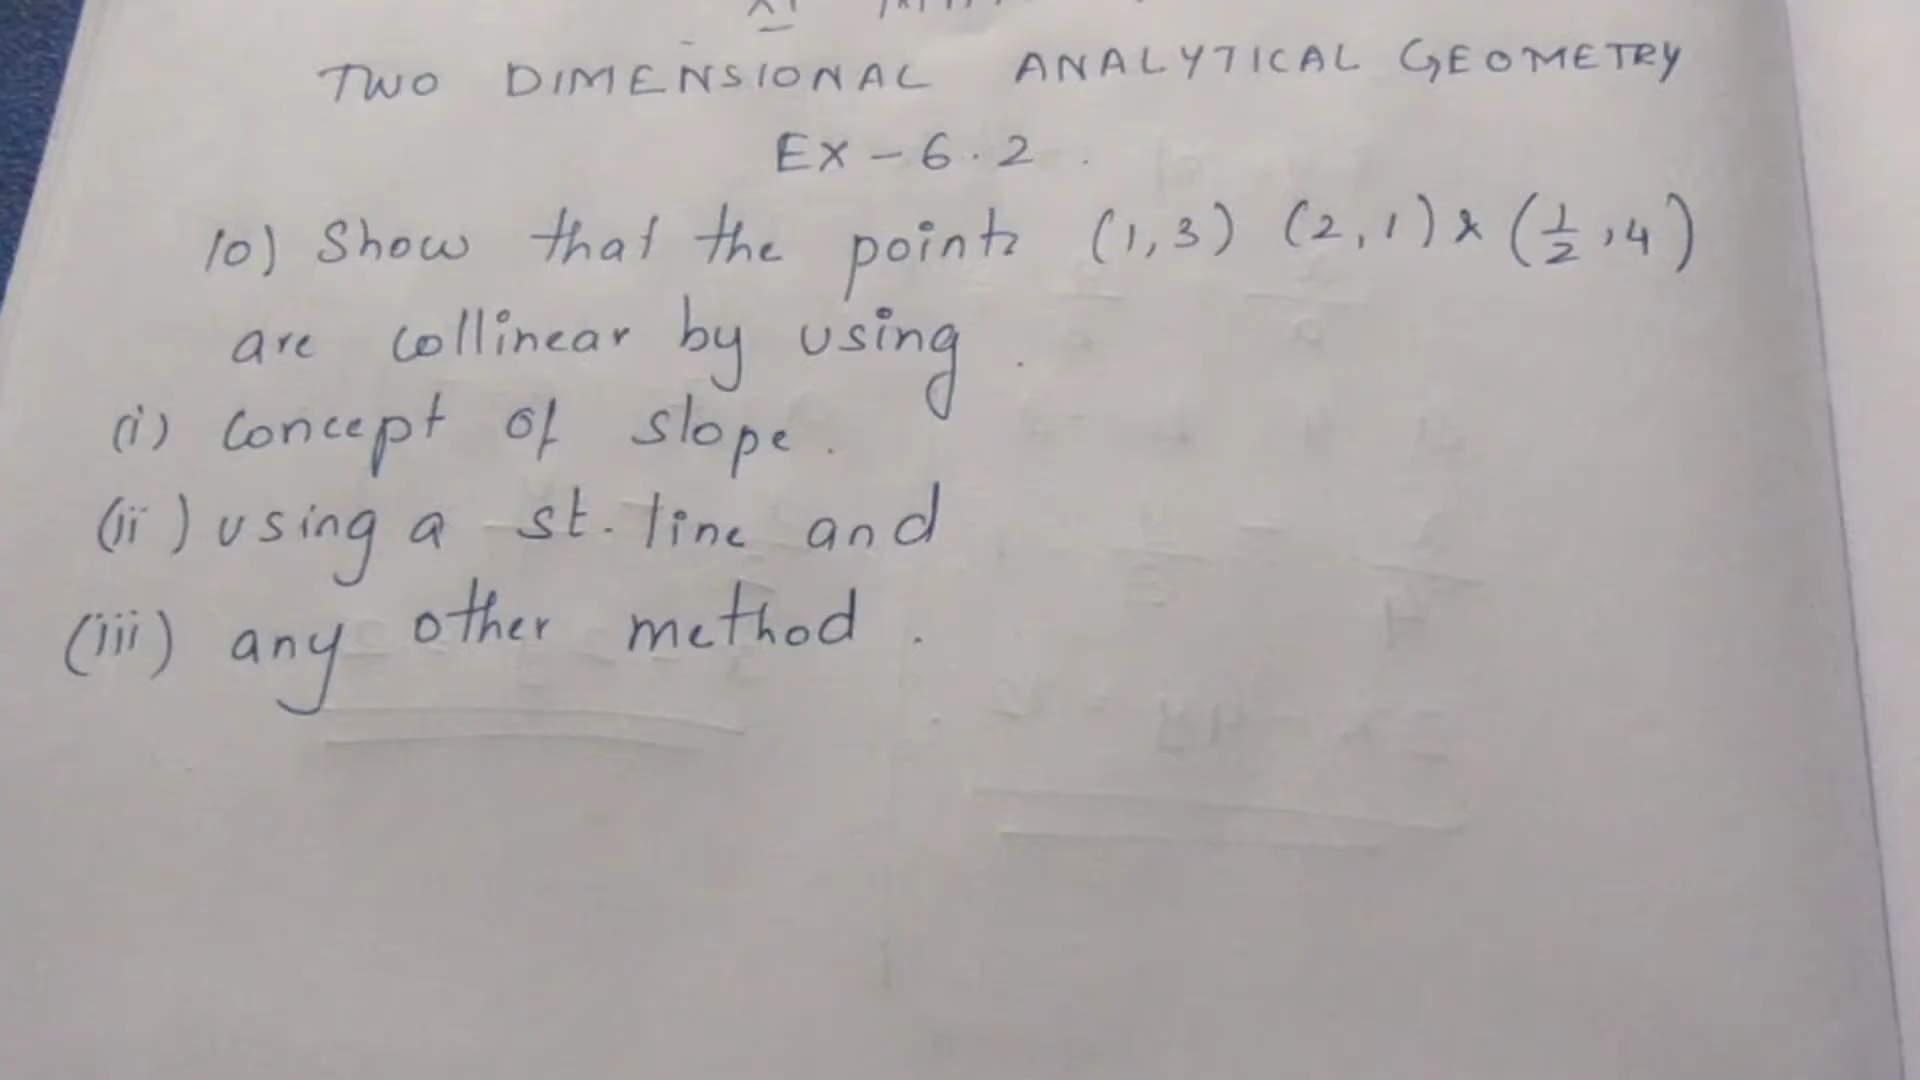 TWO DIMENSIONAL ANALYTICAL GEOMETRY
EX - 6.2.
10) Show that the points (1,3) (2,1) & (1/2, 4)
are collinear by using
(i) concept of slope.
(ii) using a st. line and
(iii) any other method.